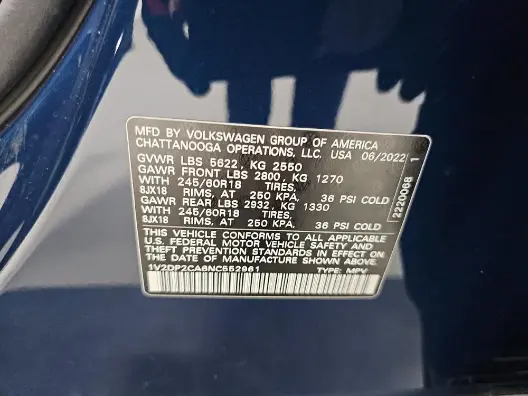 MFD BY VOLKSWAGEN GROUP OF AMERICA
CHATTANOOGA OPERATIONS, LLC. USA 06/2022
GVWR LBS 5622, KG 2550
GAWR FRONT LBS 2800, KG 1270
WITH 245/60R18 TIRES,
8JX18 RIMS, AT 250 KPA, 36 PSI COLD
GAWR REAR LBS 2932, KG 1330
WITH 245/60R18 TIRES,
8JX18 RIMS, AT 250 KPA, 36 PSI COLD
THIS VEHICLE CONFORMS TO ALL APPLICABLE
U.S. FEDERAL MOTOR VEHICLE SAFETY AND
THEFT PREVENTION STANDARDS IN EFFECT ON
THE DATE OF MANUFACTURE SHOWN ABOVE.
1V2DP2CA6NC552961 TYPE: MPV
2220068 1